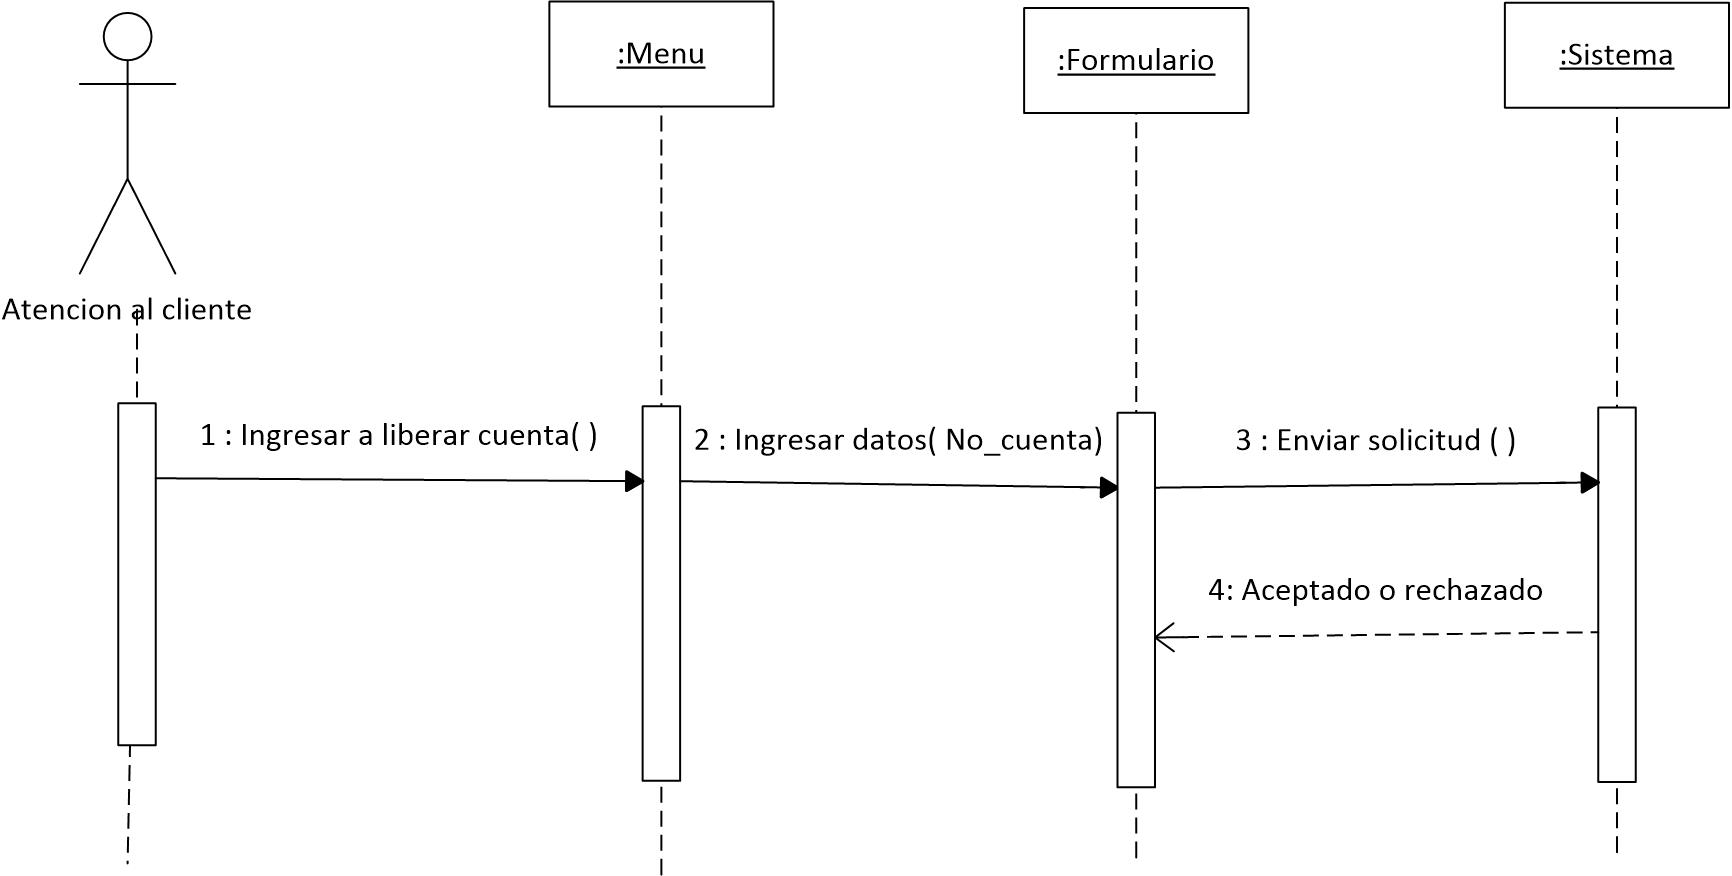 :Menu
:Formulario
:Sistema
Atencion al cliente
1 : Ingresar a liberar cuenta( )
2 : Ingresar datos( No_cuenta)
3 : Enviar solicitud ( )
4: Aceptado o rechazado